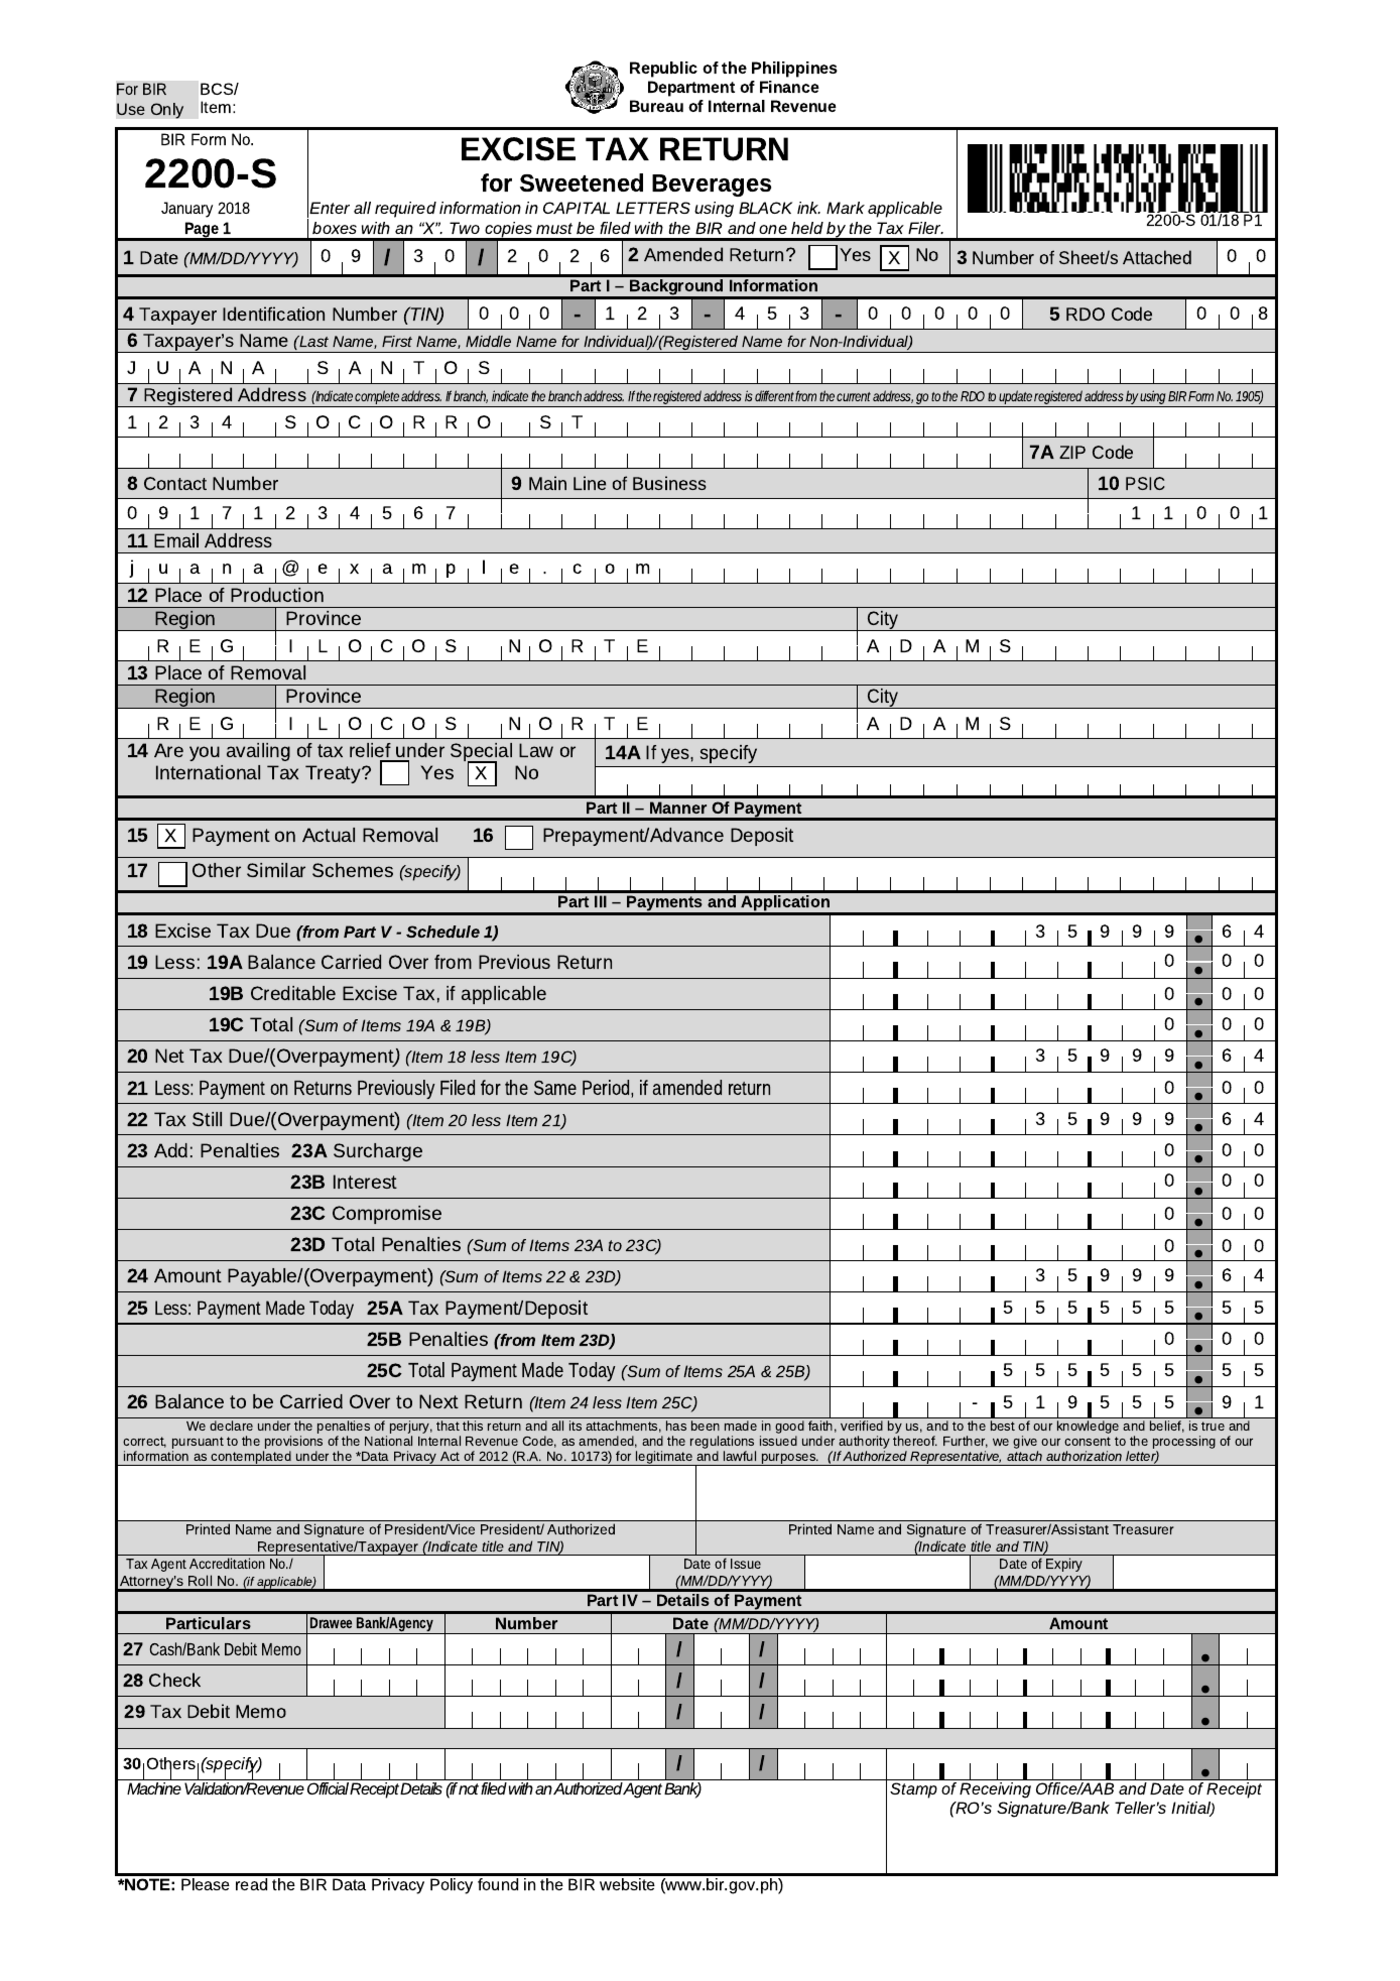 For BIR Use Only BCS/ Item:
Republic of the Philippines
Department of Finance
Bureau of Internal Revenue
BIR Form No.
2200-S
January 2018
Page 1
EXCISE TAX RETURN
for Sweetened Beverages
Enter all required information in CAPITAL LETTERS using BLACK ink. Mark applicable
boxes with an “X”. Two copies must be filed with the BIR and one held by the Tax Filer.
2200-S 01/18 P1
1 Date (MM/DD/YYYY) 09 / 30 / 2026 2 Amended Return? Yes X No 3 Number of Sheet/s Attached 00
Part I – Background Information
4 Taxpayer Identification Number (TIN) 000 - 123 - 453 - 00000 5 RDO Code 008
6 Taxpayer's Name (Last Name, First Name, Middle Name for Individual)/(Registered Name for Non-Individual)
JUANA SANTOS
7 Registered Address (Indicate complete address. If branch, indicate the branch address. If the registered address is different from the current address, go to the RDO to update registered address by using BIR Form No. 1905)
1234 SOCORRO ST
7A ZIP Code
8 Contact Number 9 Main Line of Business 10 PSIC
09171234567 11001
11 Email Address
juana@example.com
12 Place of Production
Region Province City
REG ILOCOS NORTE ADAMS
13 Place of Removal
Region Province City
REG ILOCOS NORTE ADAMS
14 Are you availing of tax relief under Special Law or 14A If yes, specify
International Tax Treaty? Yes X No
Part II – Manner Of Payment
15 X Payment on Actual Removal 16 Prepayment/Advance Deposit
17 Other Similar Schemes (specify)
Part III – Payments and Application
18 Excise Tax Due (from Part V - Schedule 1) 35999.64
19 Less: 19A Balance Carried Over from Previous Return 0.00
19B Creditable Excise Tax, if applicable 0.00
19C Total (Sum of Items 19A & 19B) 0.00
20 Net Tax Due/(Overpayment) (Item 18 less Item 19C) 35999.64
21 Less: Payment on Returns Previously Filed for the Same Period, if amended return 0.00
22 Tax Still Due/(Overpayment) (Item 20 less Item 21) 35999.64
23 Add: Penalties 23A Surcharge 0.00
23B Interest 0.00
23C Compromise 0.00
23D Total Penalties (Sum of Items 23A to 23C) 0.00
24 Amount Payable/(Overpayment) (Sum of Items 22 & 23D) 35999.64
25 Less: Payment Made Today 25A Tax Payment/Deposit 555555.55
25B Penalties (from Item 23D) 0.00
25C Total Payment Made Today (Sum of Items 25A & 25B) 555555.55
26 Balance to be Carried Over to Next Return (Item 24 less Item 25C) -519555.91
We declare under the penalties of perjury, that this return and all its attachments, has been made in good faith, verified by us, and to the best of our knowledge and belief, is true and
correct, pursuant to the provisions of the National Internal Revenue Code, as amended, and the regulations issued under authority thereof. Further, we give our consent to the processing of our
information as contemplated under the *Data Privacy Act of 2012 (R.A. No. 10173) for legitimate and lawful purposes. (If Authorized Representative, attach authorization letter)
Printed Name and Signature of President/Vice President/ Authorized
Representative/Taxpayer (Indicate title and TIN)
Printed Name and Signature of Treasurer/Assistant Treasurer
(Indicate title and TIN)
Tax Agent Accreditation No./
Attorney's Roll No. (if applicable)
Date of Issue
(MM/DD/YYYY)
Date of Expiry
(MM/DD/YYYY)
Part IV – Details of Payment
Particulars Drawee Bank/Agency Number Date (MM/DD/YYYY) Amount
27 Cash/Bank Debit Memo / / .
28 Check / / .
29 Tax Debit Memo / / .
30 Others (specify) / / .
Machine Validation/Revenue Official Receipt Details (if not filed with an Authorized Agent Bank)
Stamp of Receiving Office/AAB and Date of Receipt
(RO's Signature/Bank Teller's Initial)
*NOTE: Please read the BIR Data Privacy Policy found in the BIR website (www.bir.gov.ph)